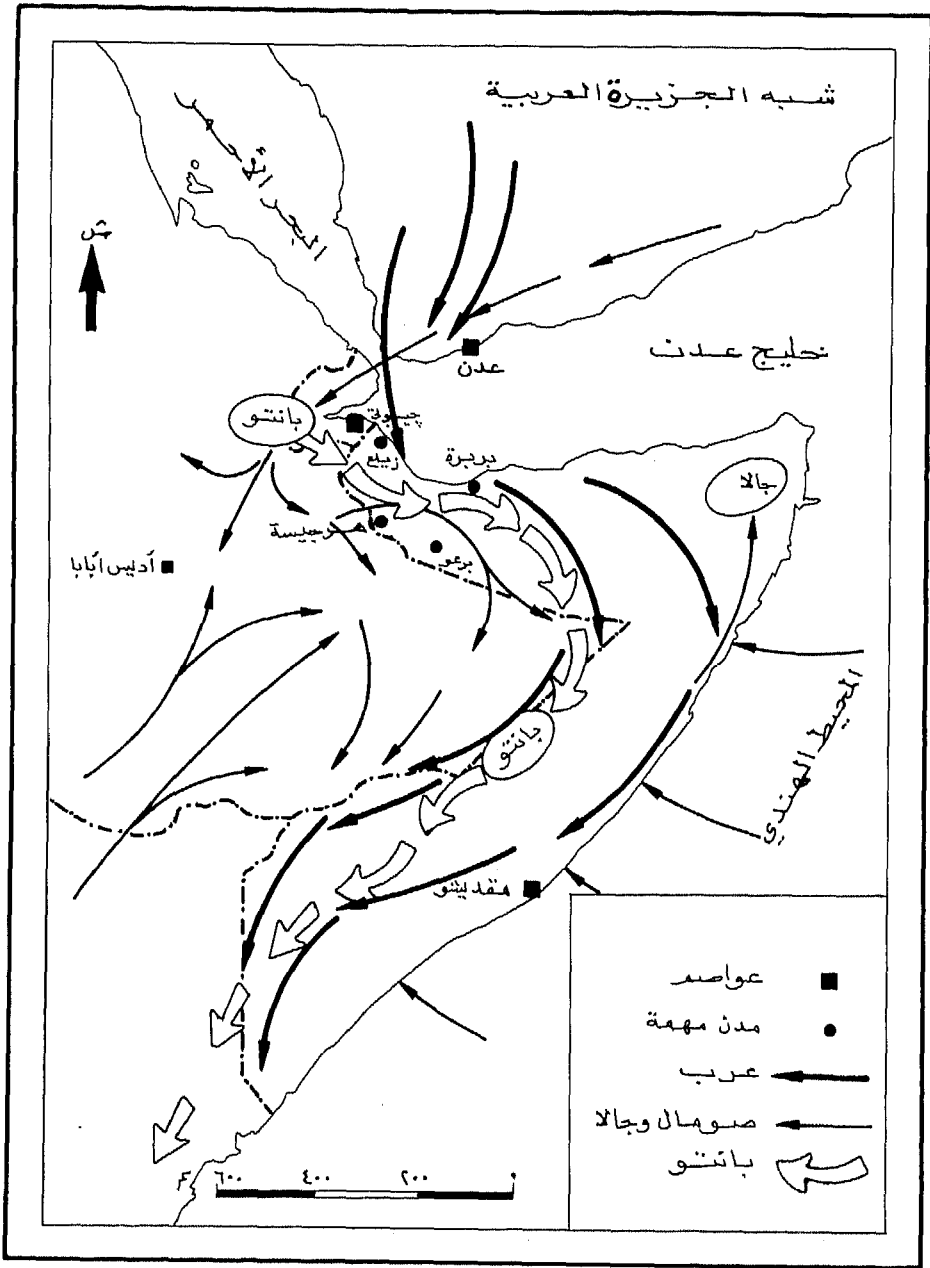 شبه الجزيرة العربية
البحر الأحمر
ش
خليج عدن
عدن
بانتو
جيبوتي
زيلع
بربرة
جالا
هرجيسة
برعو
أديس أبابا
بانتو
المحيط الهندي
مقديشو
عواصم
مدن مهمة
عرب
صومال وجالا
بانتو
٦٠٠ ٤٠٠ ٢٠٠ ٠